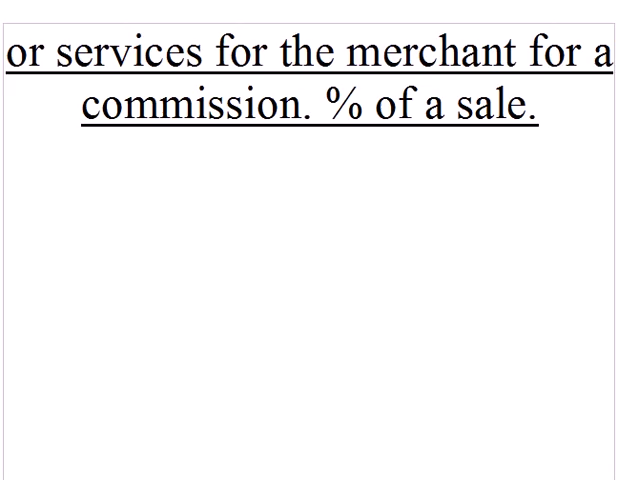 or services for the merchant for a
commission. % of a sale.